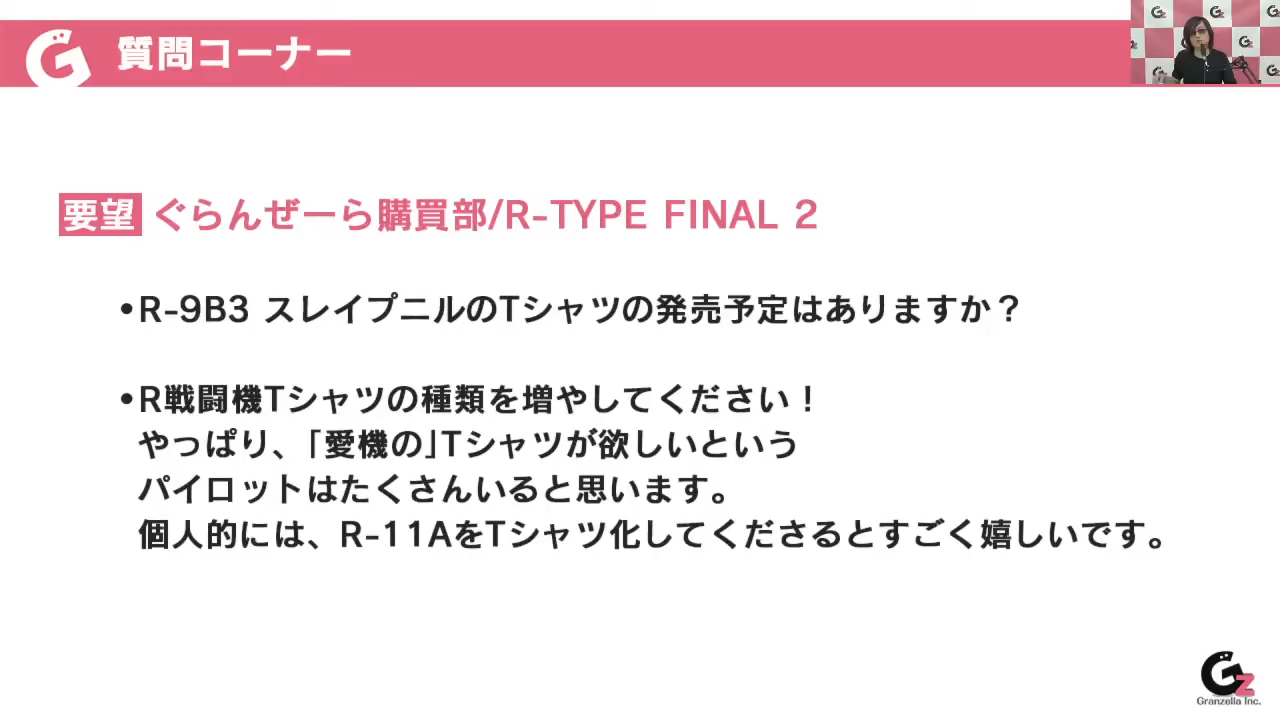 質問コーナー
要望 ぐらんぜーら購買部/R-TYPE FINAL 2
•R-9B3 スレイプニルのTシャツの発売予定はありますか？
•R戦闘機Tシャツの種類を増やしてください！
やっぱり、「愛機の」Tシャツが欲しいという
パイロットはたくさんいると思います。
個人的には、R-11AをTシャツ化してくださるとすごく嬉しいです。
Gz
Granzella Inc.